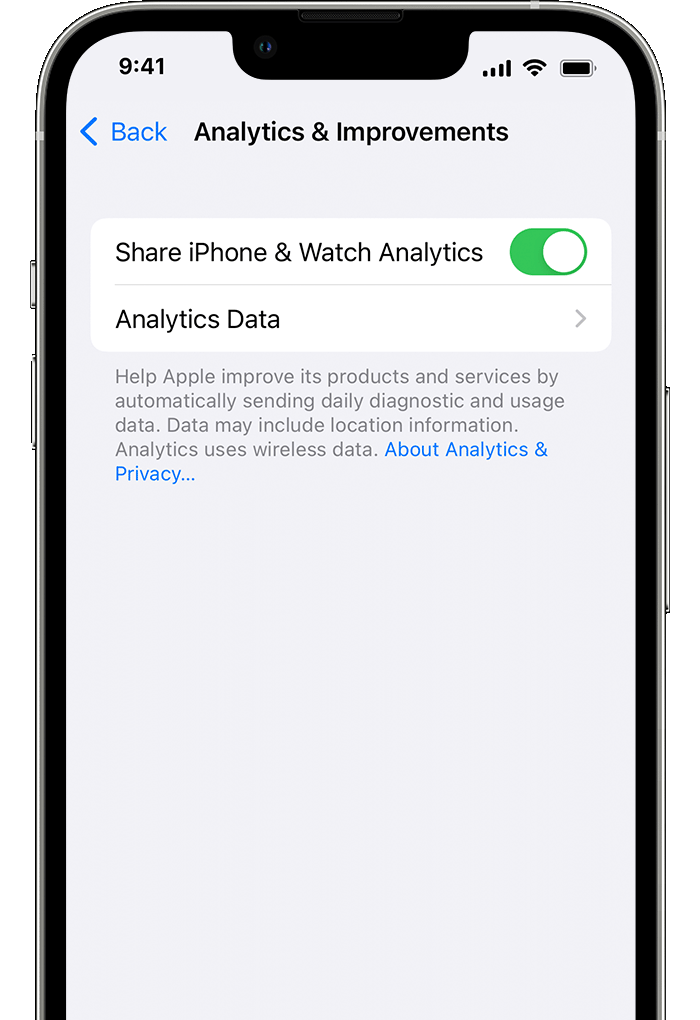 9:41
Back Analytics & Improvements
Share iPhone & Watch Analytics
Analytics Data
Help Apple improve its products and services by
automatically sending daily diagnostic and usage
data. Data may include location information.
Analytics uses wireless data. About Analytics &
Privacy...